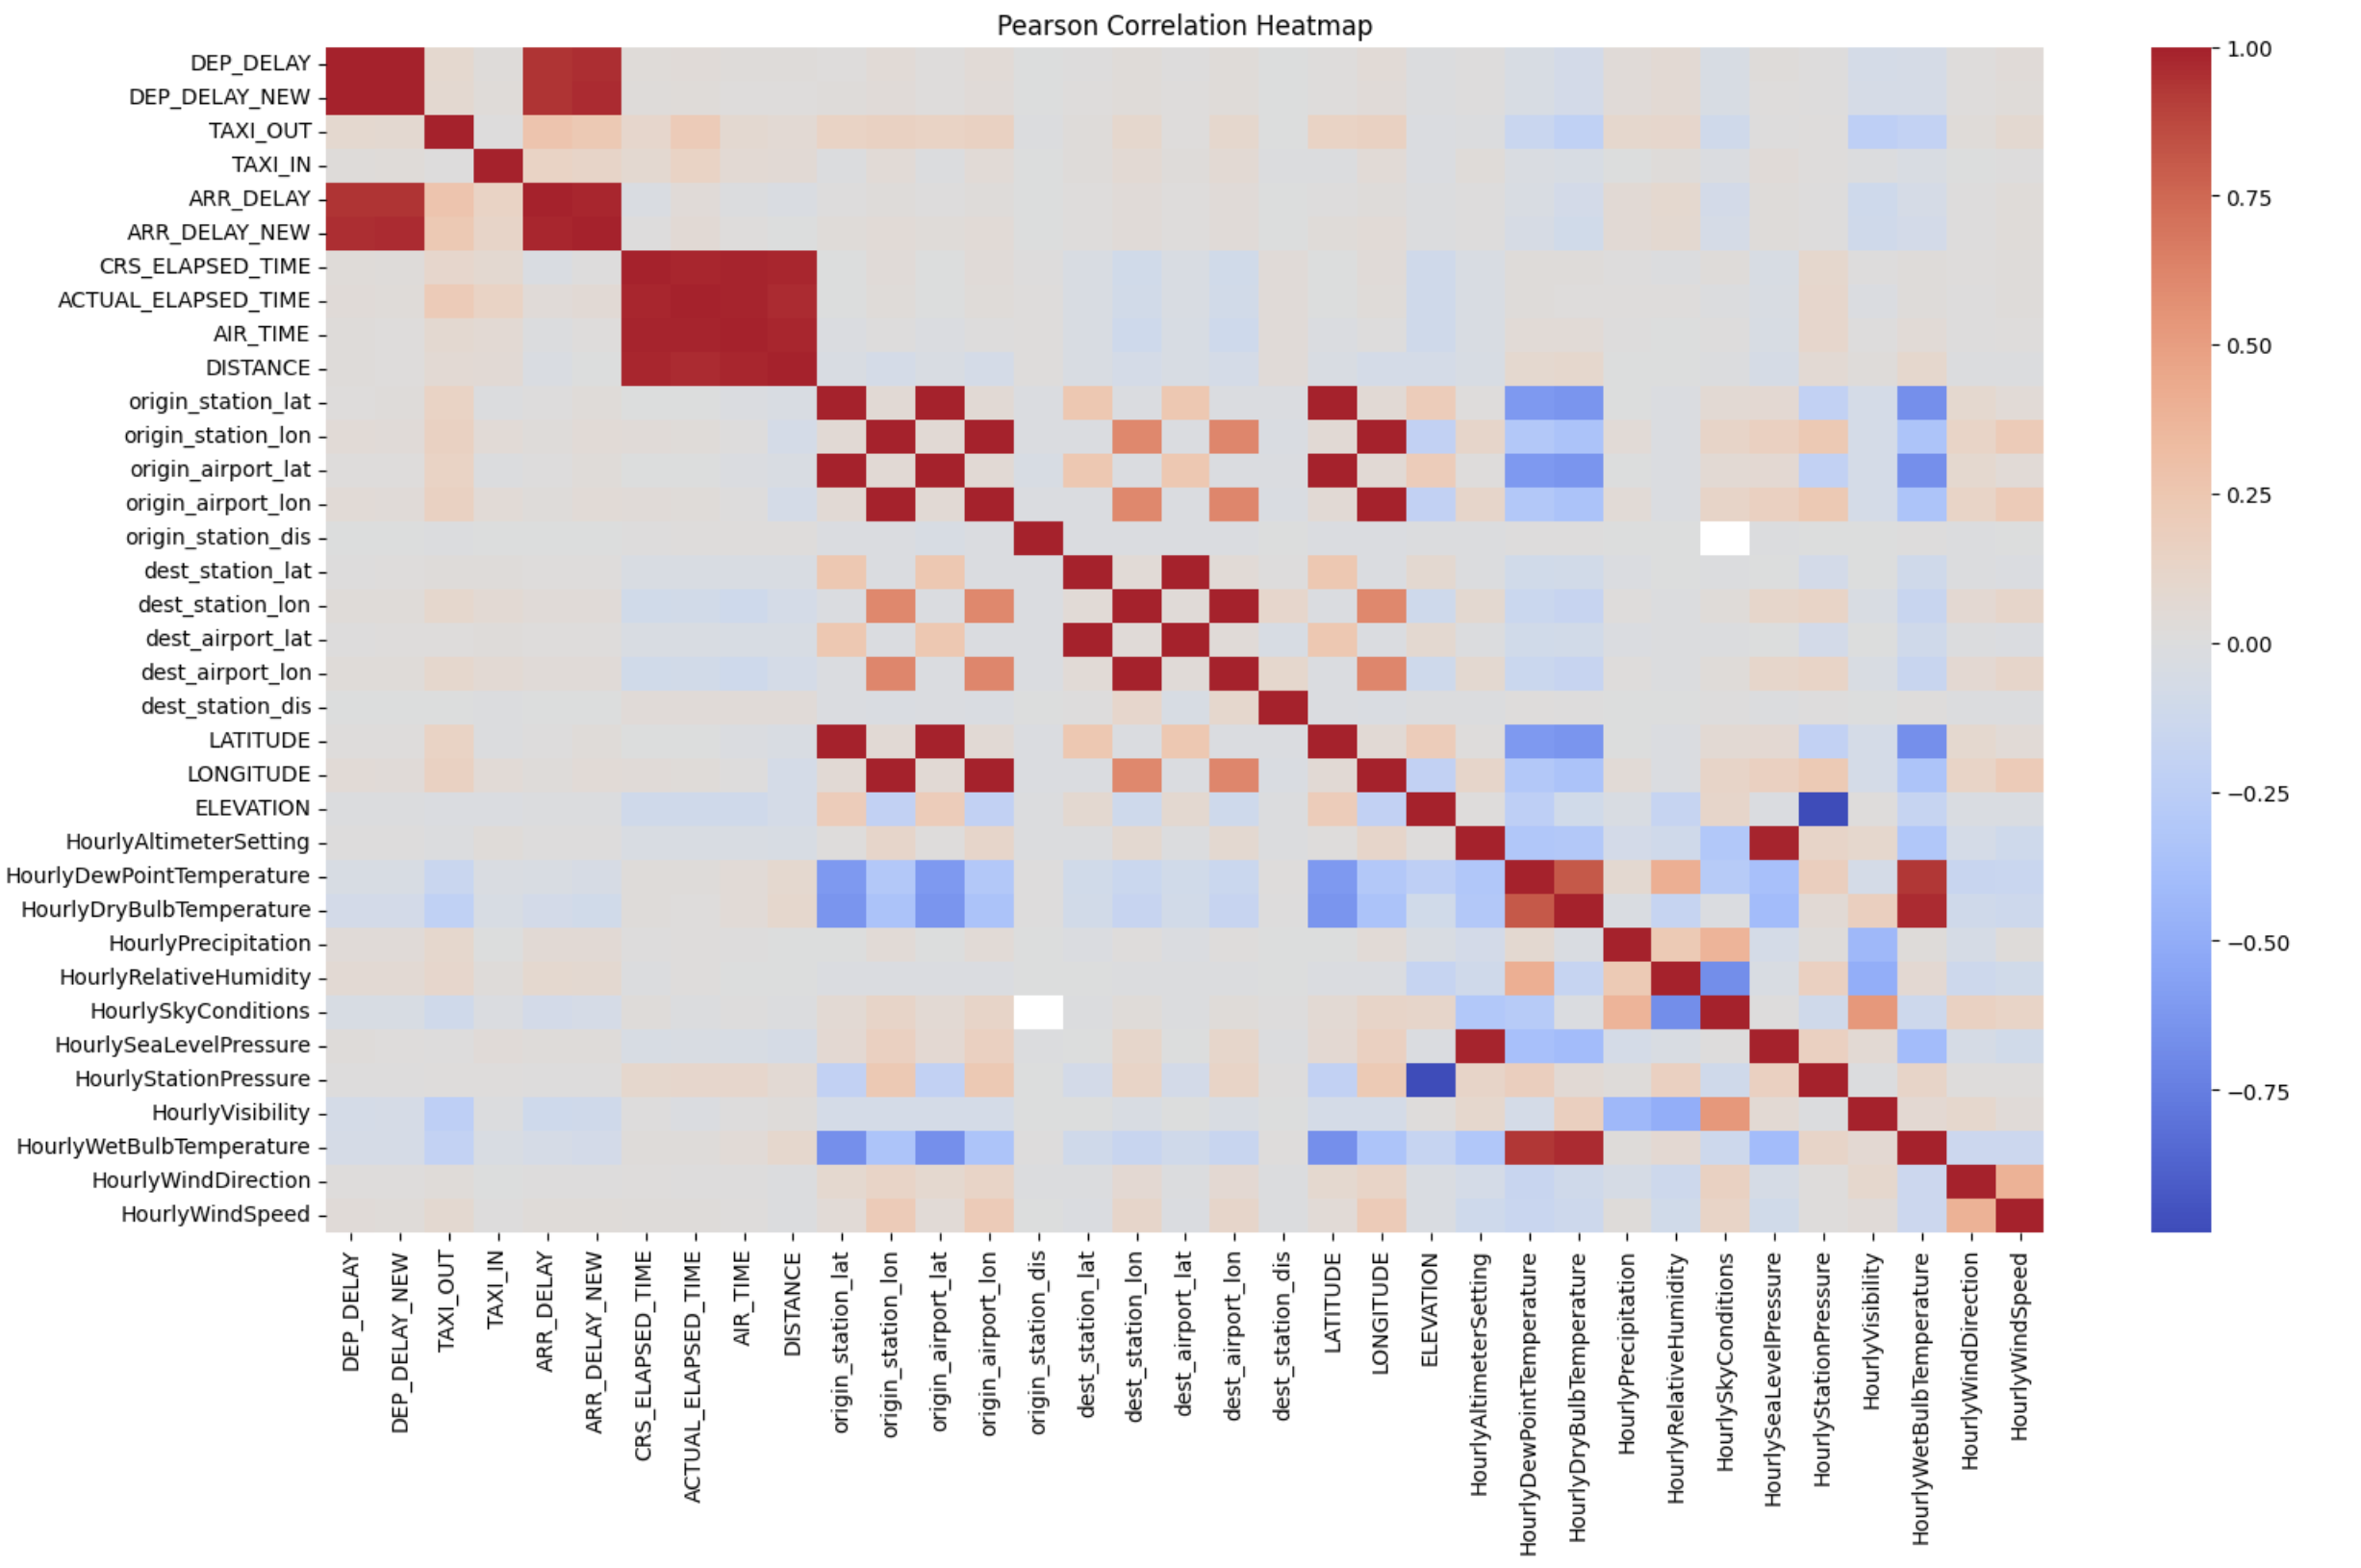 Pearson Correlation Heatmap
DEP_DELAY
DEP_DELAY_NEW
TAXI_OUT
TAXI_IN
ARR_DELAY
ARR_DELAY_NEW
CRS_ELAPSED_TIME
ACTUAL_ELAPSED_TIME
AIR_TIME
DISTANCE
origin_station_lat
origin_station_lon
origin_airport_lat
origin_airport_lon
origin_station_dis
dest_station_lat
dest_station_lon
dest_airport_lat
dest_airport_lon
dest_station_dis
LATITUDE
LONGITUDE
ELEVATION
HourlyAltimeterSetting
HourlyDewPointTemperature
HourlyDryBulbTemperature
HourlyPrecipitation
HourlyRelativeHumidity
HourlySkyConditions
HourlySeaLevelPressure
HourlyStationPressure
HourlyVisibility
HourlyWetBulbTemperature
HourlyWindDirection
HourlyWindSpeed
DEP_DELAY
DEP_DELAY_NEW
TAXI_OUT
TAXI_IN
ARR_DELAY
ARR_DELAY_NEW
CRS_ELAPSED_TIME
ACTUAL_ELAPSED_TIME
AIR_TIME
DISTANCE
origin_station_lat
origin_station_lon
origin_airport_lat
origin_airport_lon
origin_station_dis
dest_station_lat
dest_station_lon
dest_airport_lat
dest_airport_lon
dest_station_dis
LATITUDE
LONGITUDE
ELEVATION
HourlyAltimeterSetting
HourlyDewPointTemperature
HourlyDryBulbTemperature
HourlyPrecipitation
HourlyRelativeHumidity
HourlySkyConditions
HourlySeaLevelPressure
HourlyStationPressure
HourlyVisibility
HourlyWetBulbTemperature
HourlyWindDirection
HourlyWindSpeed
1.00
0.75
0.50
0.25
0.00
−0.25
−0.50
−0.75